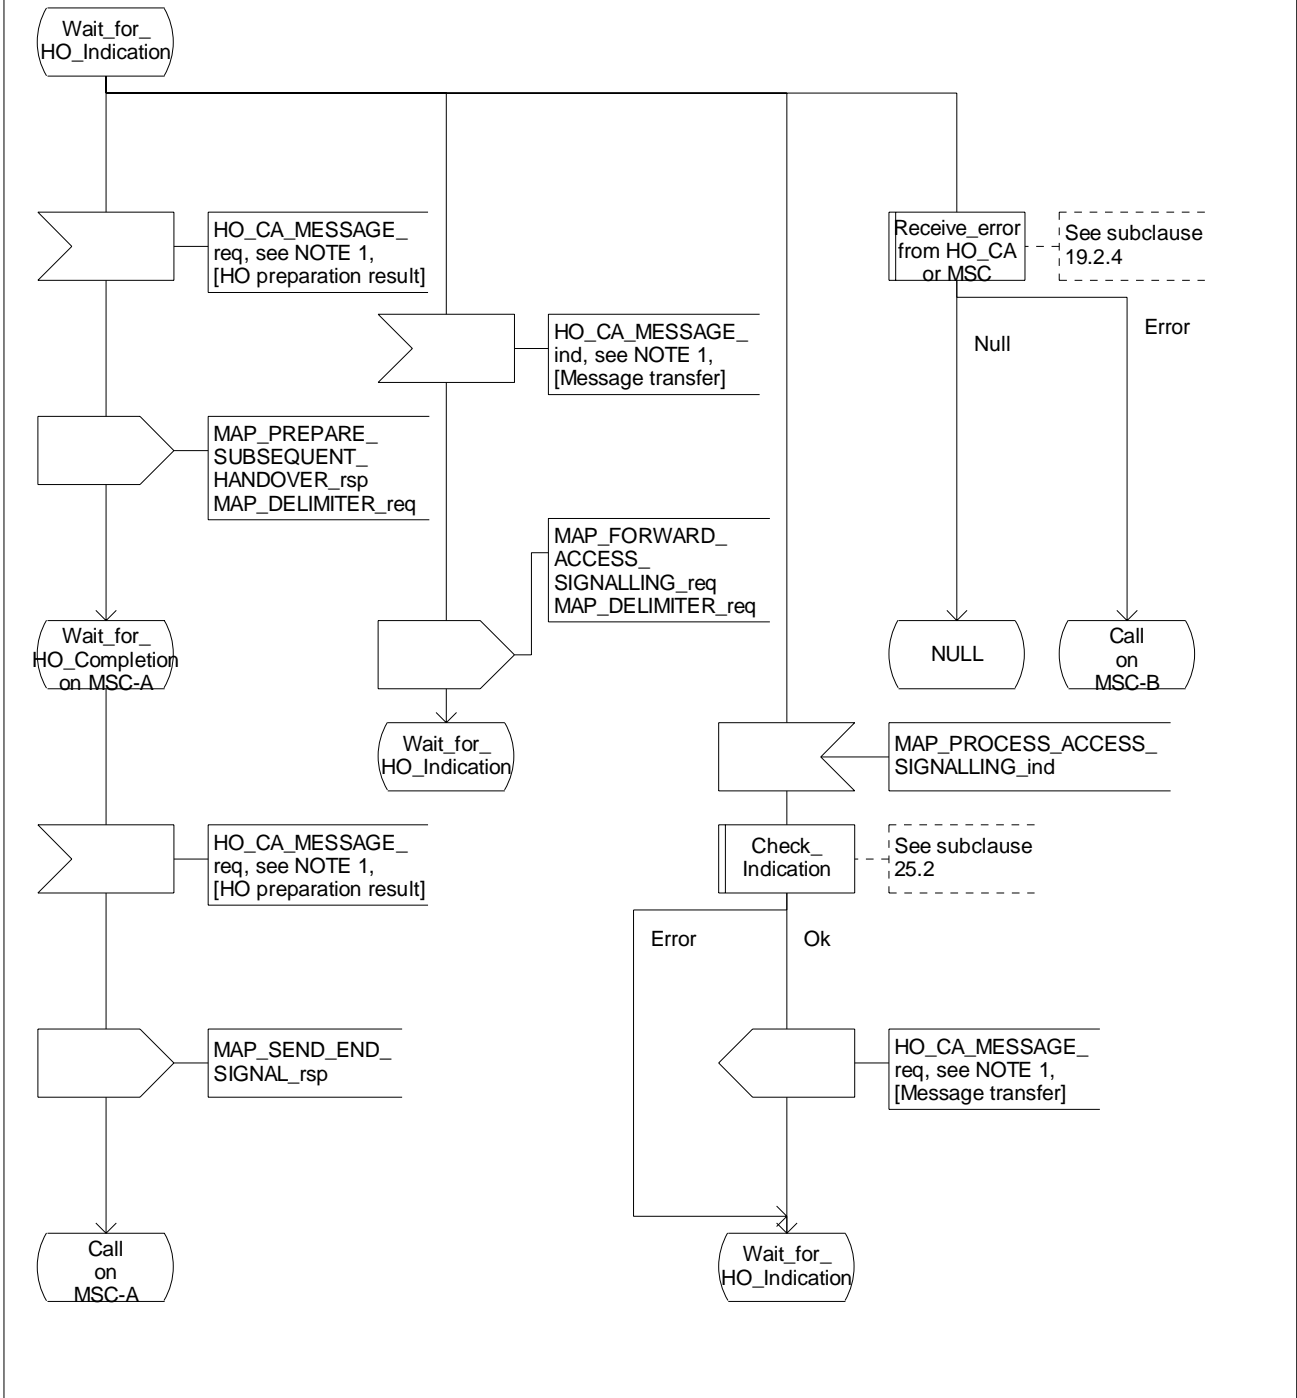 Wait_for_
HO_Indication
HO_CA_MESSAGE_
req, see NOTE 1,
[HO preparation result]
Receive_error
from HO_CA
or MSC
See subclause
19.2.4
HO_CA_MESSAGE_
ind, see NOTE 1,
[Message transfer]
Null
Error
MAP_PREPARE_
SUBSEQUENT_
HANDOVER_rsp
MAP_DELIMITER_req
MAP_FORWARD_
ACCESS_
SIGNALLING_req
MAP_DELIMITER_req
Wait_for_
HO_Completion
on MSC-A
NULL
Call
on
MSC-B
Wait_for_
HO_Indication
MAP_PROCESS_ACCESS_
SIGNALLING_ind
HO_CA_MESSAGE_
req, see NOTE 1,
[HO preparation result]
Check_
Indication
See subclause
25.2
Error
Ok
MAP_SEND_END_
SIGNAL_rsp
HO_CA_MESSAGE_
req, see NOTE 1,
[Message transfer]
Call
on
MSC-A
Wait_for_
HO_Indication